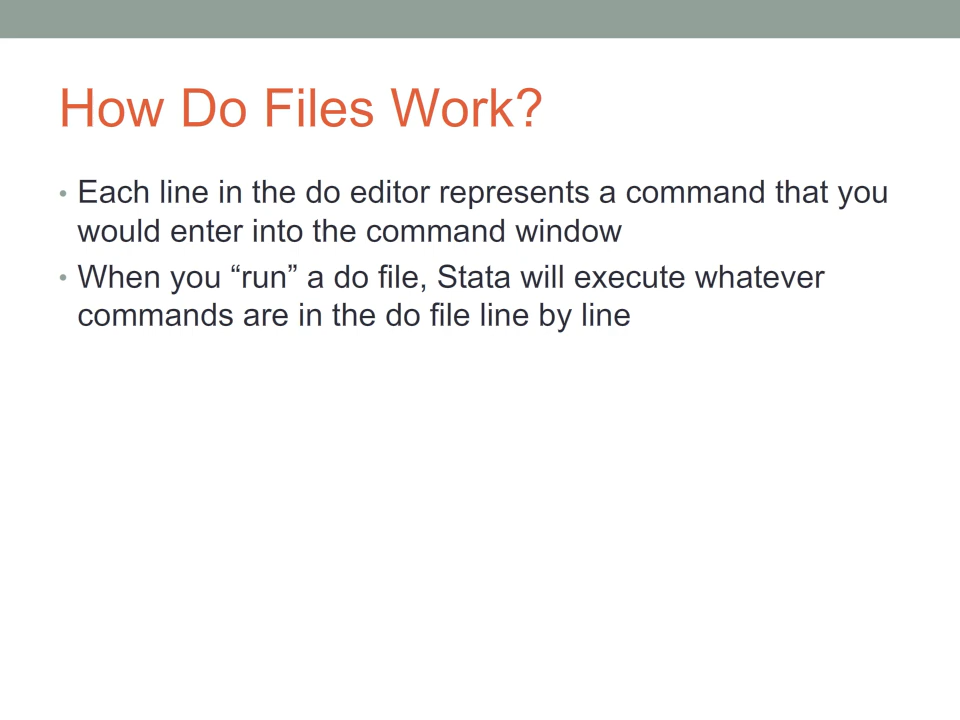 How Do Files Work?
• Each line in the do editor represents a command that you
would enter into the command window
• When you “run” a do file, Stata will execute whatever
commands are in the do file line by line